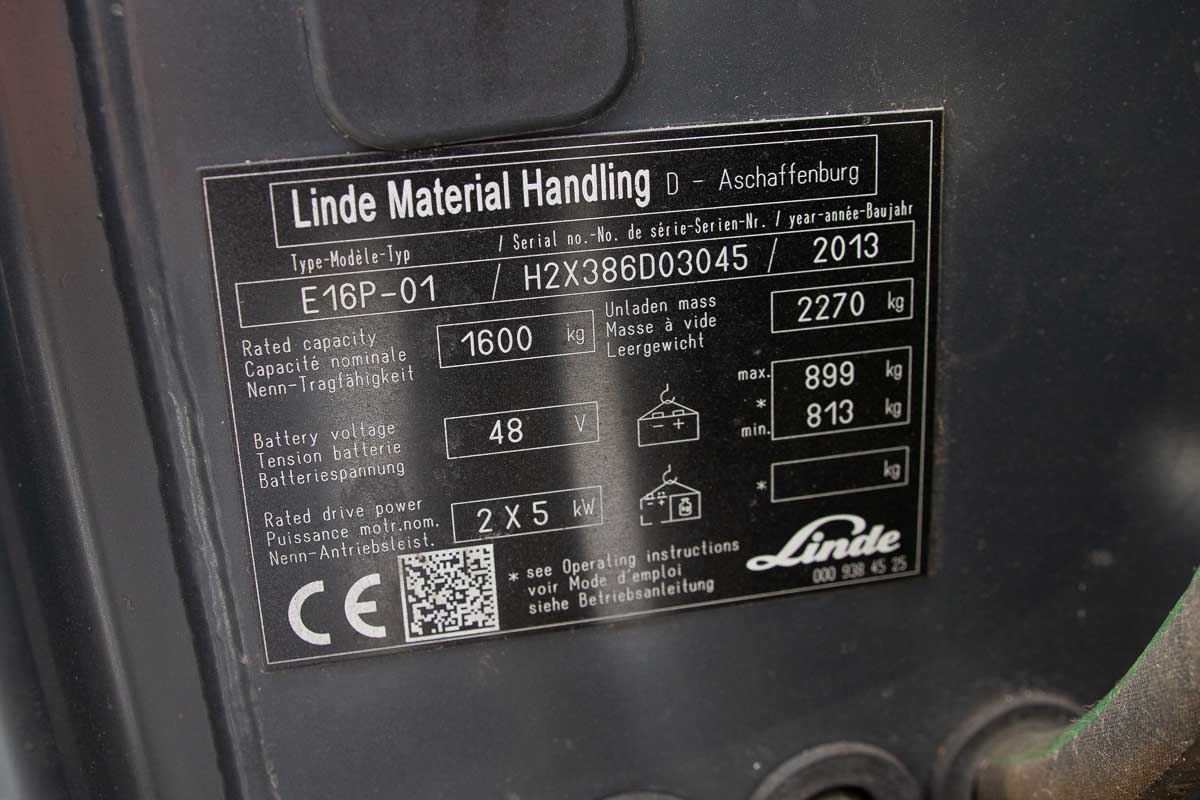 Linde Material Handling D - Aschaffenburg
Type-Modèle-Typ / Serial no.-No. de série-Serien-Nr. / year-année-Baujahr
E16P-01 / H2X386D03045 / 2013
Rated capacity
Capacité nominale
Nenn-Tragfähigkeit
1600 kg
Unladen mass
Masse à vide
Leergewicht
2270 kg
Battery voltage
Tension batterie
Batteriespannung
48 V
- +
max. 899 kg
*
min. 813 kg
Rated drive power
Puissance motr.nom.
Nenn-Antriebsleist.
2 X 5 kW
- + kg
* kg
CE
* see Operating instructions
voir Mode d'emploi
siehe Betriebsanleitung
Linde
000 938 45 25